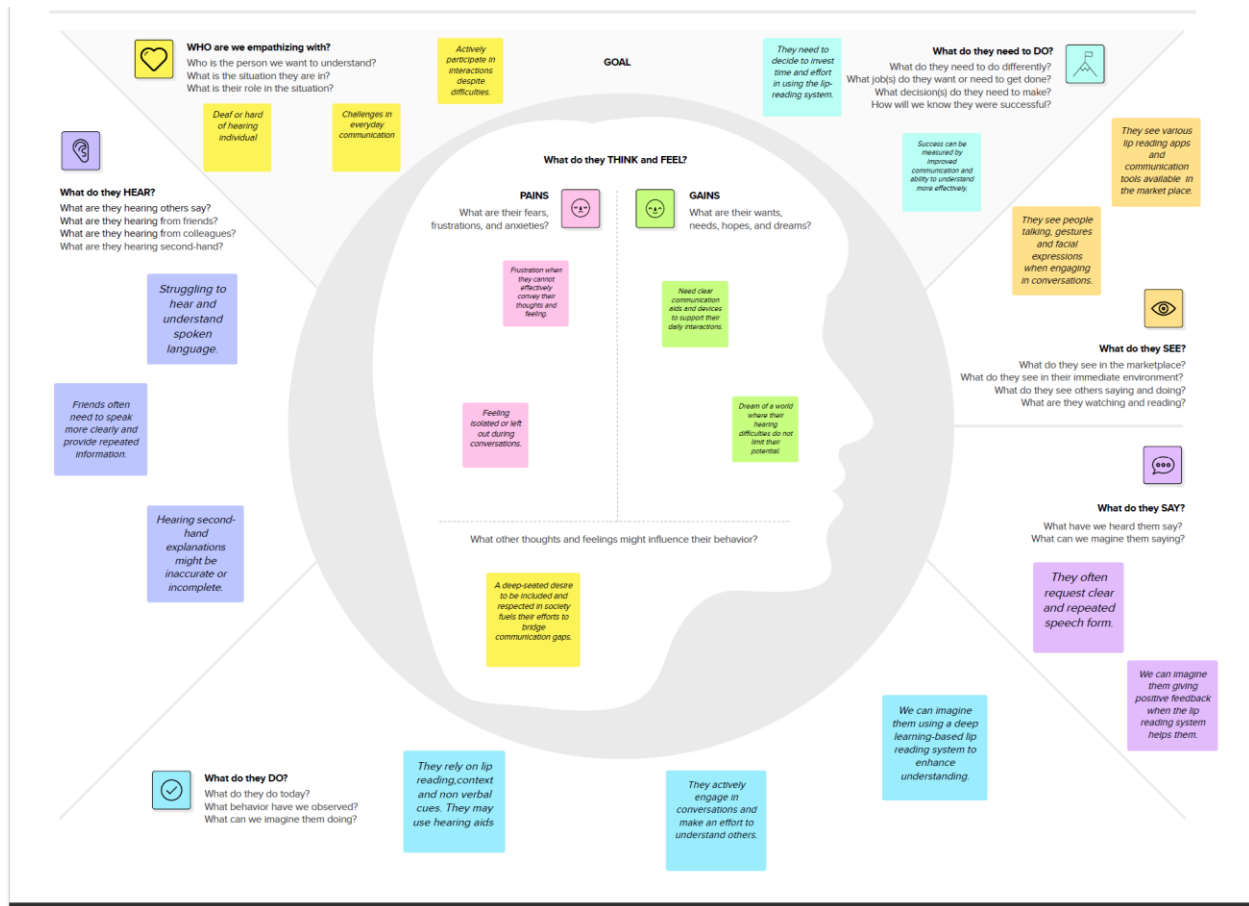 WHO are we empathizing with?
Who is the person we want to understand?
What is the situation they are in?
What is their role in the situation?
Actively
participate in
interactions
despite
difficulties.
Deaf or hard
of hearing
individual
Challenges in
everyday
communication
GOAL
They need to
decide to invest
time and effort
in using the lip-
reading system.
What do they need to DO?
What do they need to do differently?
What job(s) do they want or need to get done?
What decision(s) do they need to make?
How will we know they were successful?
Success can be
measured by
improved
communication and
ability to understand
more effectively.
They see various
lip reading apps
and
communication
tools available in
the market place.
They see people
talking, gestures
and facial
expressions
when engaging
in conversations.
What do they SEE?
What do they see in the marketplace?
What do they see in their immediate environment?
What do they see others saying and doing?
What are they watching and reading?
What do they SAY?
What have we heard them say?
What can we magine them saying?
They often
request clear
and repeated
speech form.
We can imagine
them giving
positive feedback
when the lip
reading system
helps them.
What do they DO?
What do they do today?
What behavior have we observed?
What can we imagine them doing?
They rely on lip
reading,context
and non verbal
cues. They may
use hearing aids
They actively
engage in
conversations and
make an effort to
understand others.
We can imagine
them using a deep
learning-based lip
reading system to
enhance
understanding.
What do they HEAR?
What are they hearing others say?
What are they hearing from friends?
What are they hearing from colleagues?
What are they hearing second-hand?
Struggling to
hear and
understand
spoken
language.
Friends often
need to speak
more clearly and
provide repeated
information.
Hearing second-
hand
explanations
might be
inaccurate or
incomplete.
What do they THINK and FEEL?
PAINS
What are their fears,
frustrations, and anxieties?
Frustration when
they cannot
effectively
convey their
thoughts and
feeling.
Feeling
isolated or left
out during
conversations.
GAINS
What are their wants,
needs, hopes, and dreams?
Need clear
communication
aids and devices
to support their
daily interactions.
Dream of a world
where their
hearing
difficulties do not
limit their
potential.
What other thoughts and feelings might influence their behavior?
A deep-seated desire
to be included and
respected in society
fuels their efforts to
bridge
communication gaps.